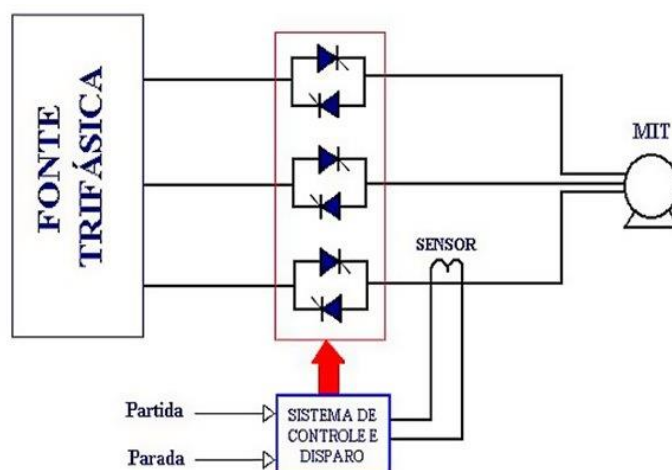 FONTE
TRIFÁSICA
MIT
SENSOR
Partida
Parada
SISTEMA DE
CONTROLE E
DISPARO